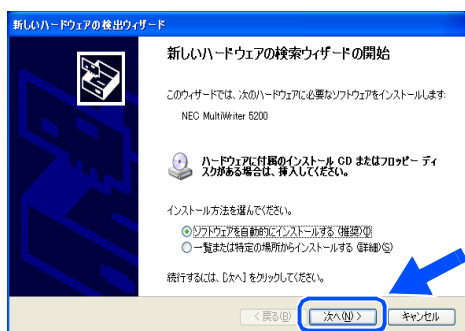 新しいハードウェアの検出ウィザード
新しいハードウェアの検索ウィザードの開始
このウィザードでは、次のハードウェアに必要なソフトウェアをインストールします:
NEC MultiWriter 5200
ハードウェアに付属のインストール CD またはフロッピー ディ
スクがある場合は、挿入してください。
インストール方法を選んでください。
ソフトウェアを自動的にインストールする (推奨)(I)
一覧または特定の場所からインストールする (詳細)(S)
続行するには、[次へ] をクリックしてください。
< 戻る(B) 次へ(N) > キャンセル